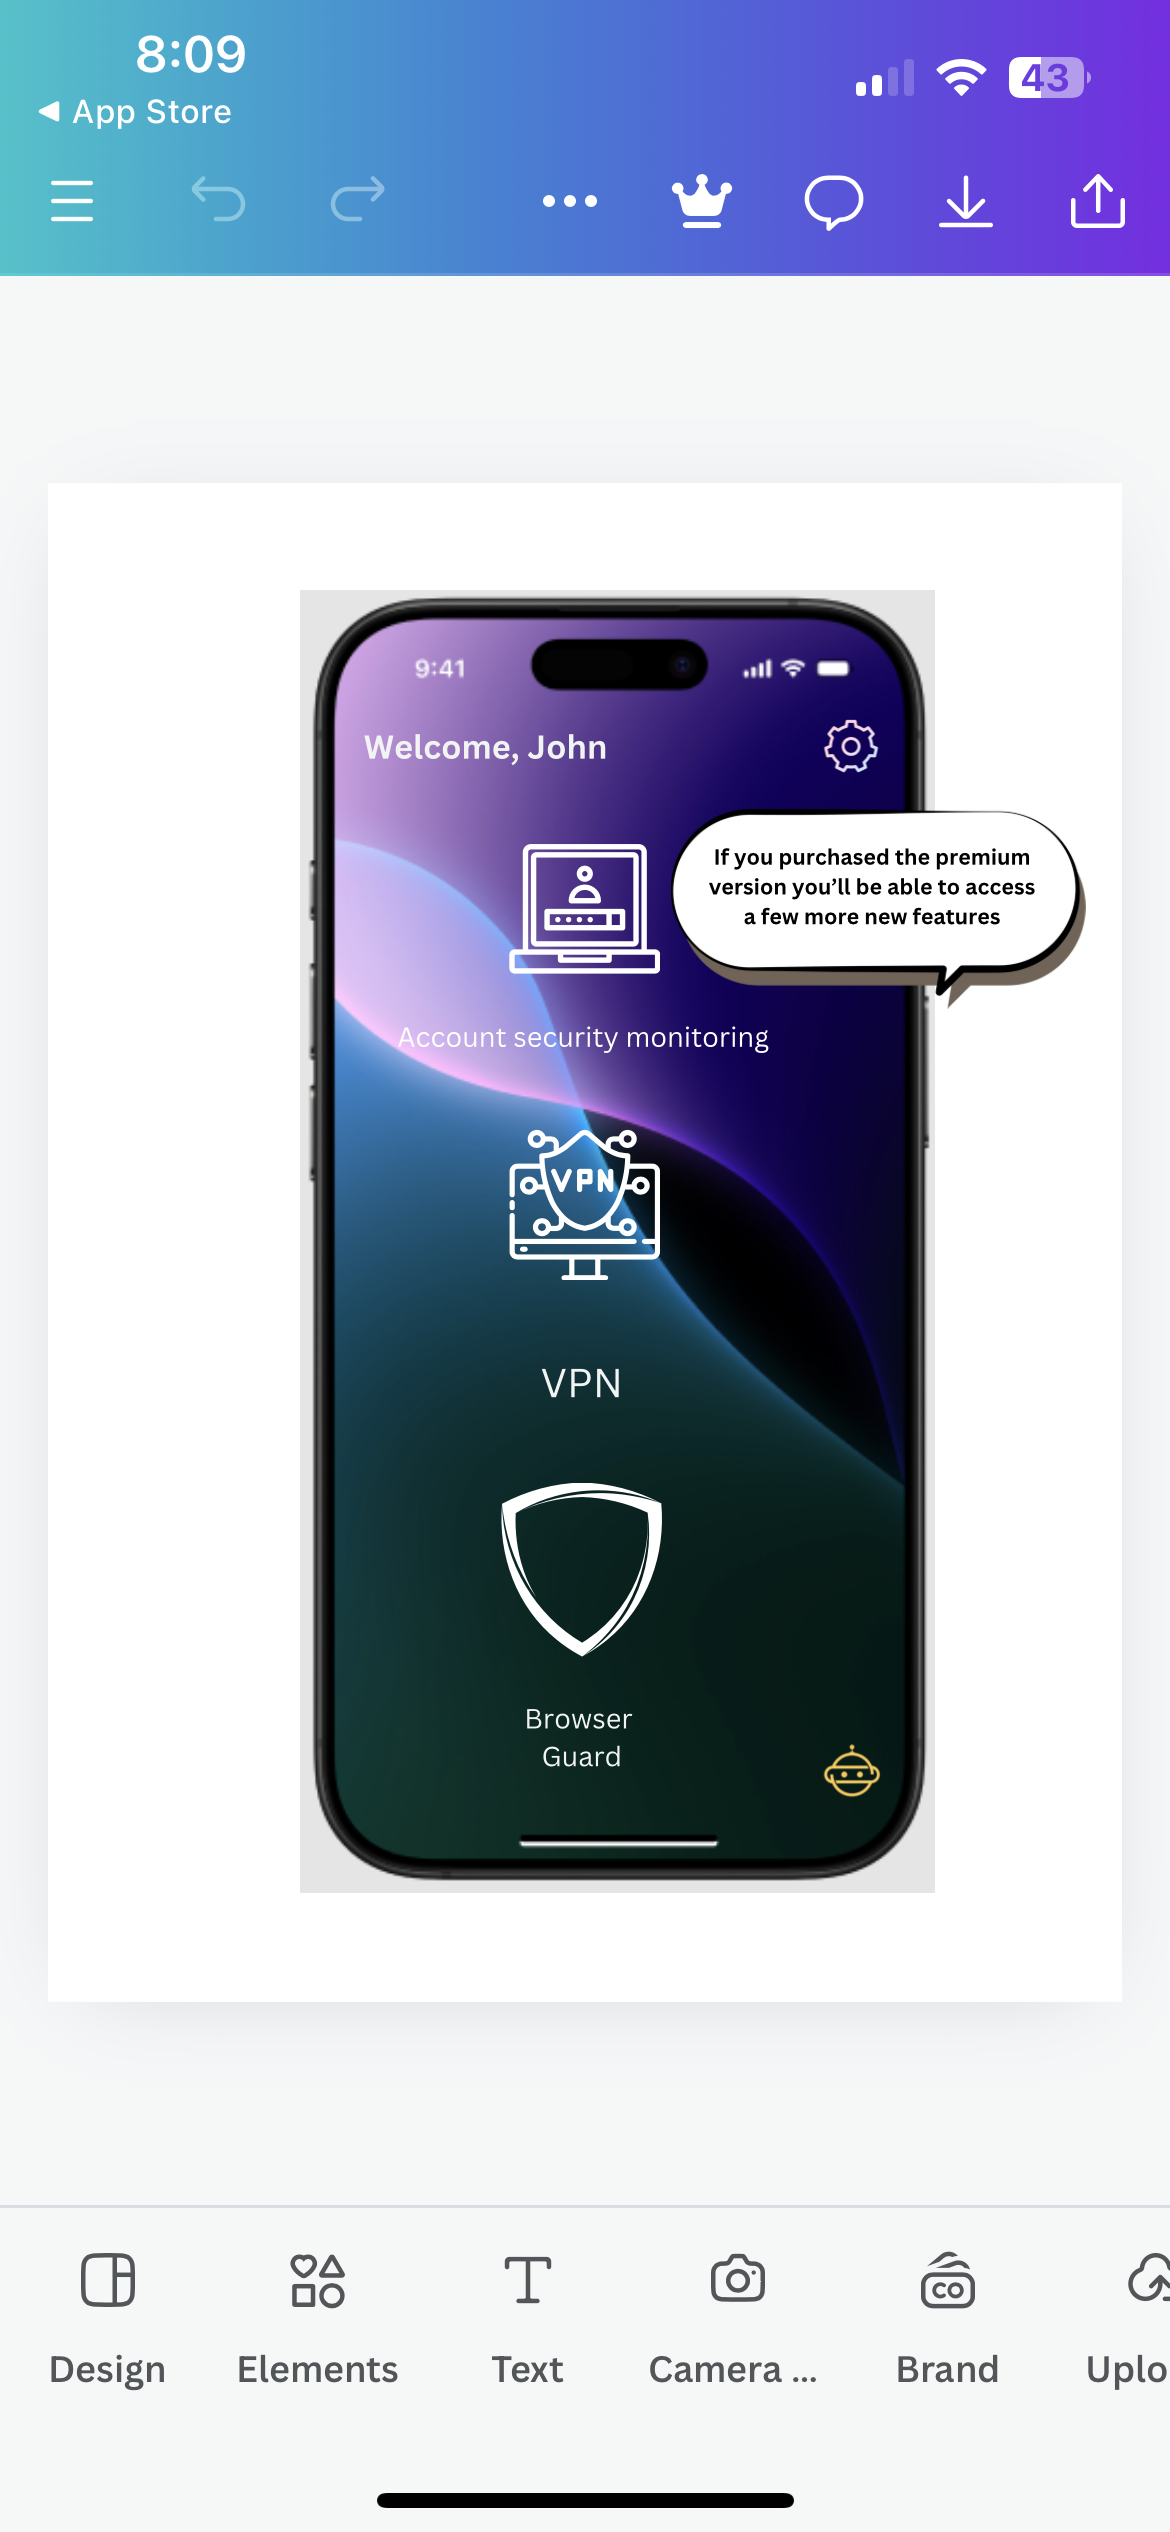 8:09
43
App Store
9:41
Welcome, John
If you purchased the premium
version you’ll be able to access
a few more new features
Account security monitoring
VPN
VPN
Browser
Guard
Design
Elements
Text
Camera ...
CO
Brand
Uplo